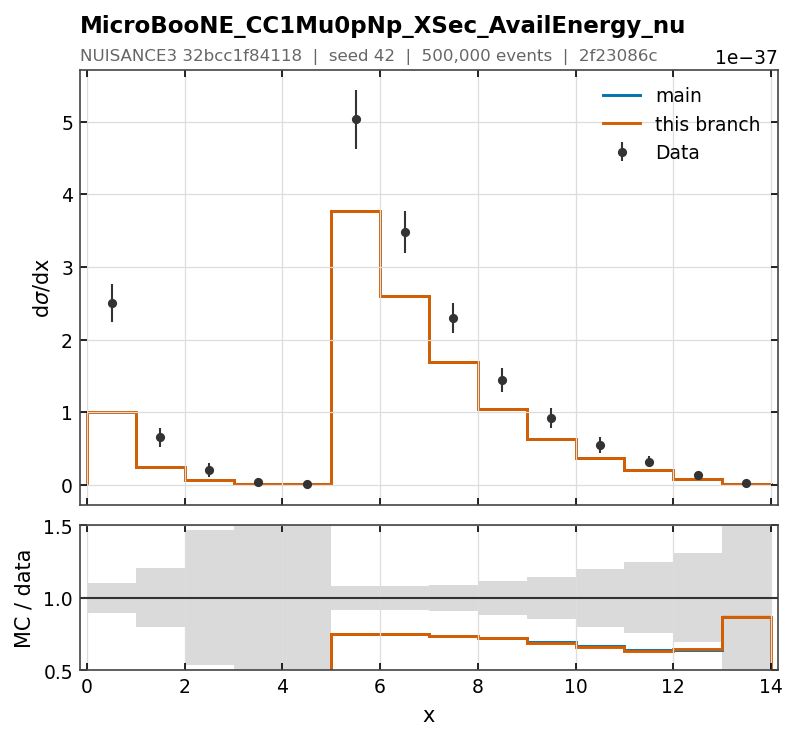 MicroBooNE_CC1Mu0pNp_XSec_AvailEnergy_nu
NUISANCE3 32bcc1f84118 | seed 42 | 500,000 events | 2f23086c
1e−37
main
this branch
Data
5
4
3
2
1
0
dσ/dx
1.5
1.0
0.5
MC / data
0 2 4 6 8 10 12 14
x